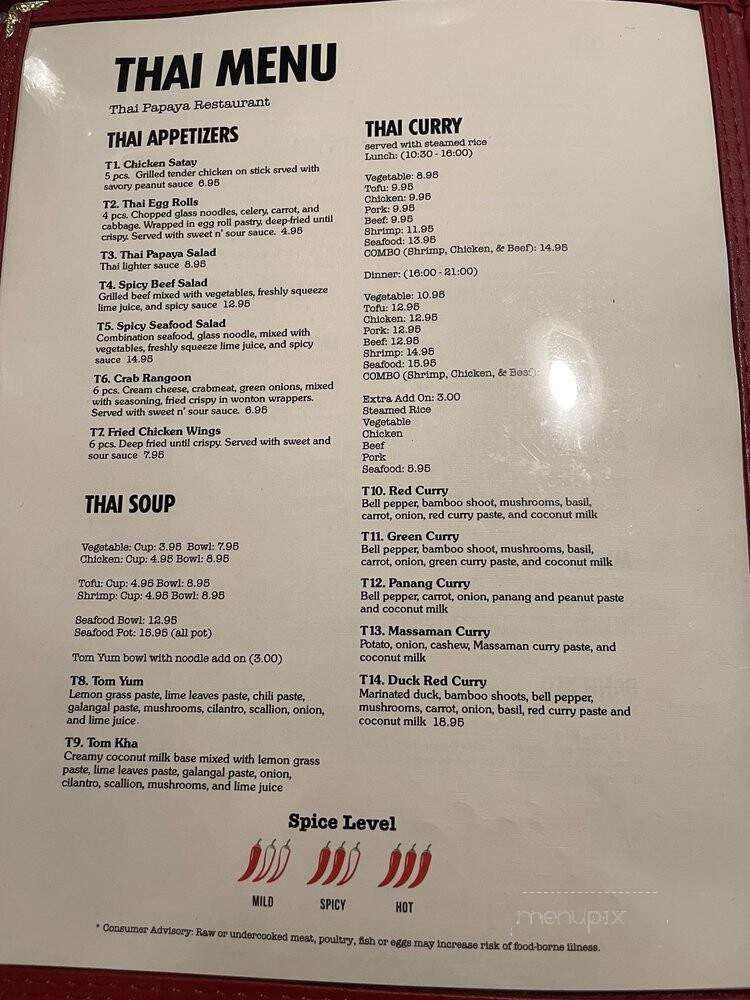 THAI MENU
Thai Papaya Restaurant
THAI APPETIZERS
T1. Chicken Satay
5 pcs. Grilled tender chicken on stick srved with
savory peanut sauce 6.95
T2. Thai Egg Rolls
4 pcs. Chopped glass noodles, celery, carrot, and
cabbage. Wrapped in egg roll pastry, deep-fried until
crispy. Served with sweet n' sour sauce. 4.95
T3. Thai Papaya Salad
Thai lighter sauce 8.95
T4. Spicy Beef Salad
Grilled beef mixed with vegetables, freshly squeeze
lime juice, and spicy sauce 12.95
T5. Spicy Seafood Salad
Combination seafood, glass noodle, mixed with
vegetables, freshly squeeze lime juice, and spicy
sauce 14.95
T6. Crab Rangoon
6 pcs. Cream cheese, crabmeat, green onions, mixed
with seasoning, fried crispy in wonton wrappers.
Served with sweet n' sour sauce. 6.95
T7. Fried Chicken Wings
6 pcs. Deep fried until crispy. Served with sweet and
sour sauce 7.95
THAI SOUP
Vegetable: Cup: 3.95 Bowl: 7.95
Chicken: Cup: 4.95 Bowl: 8.95
Tofu: Cup: 4.95 Bowl: 8.95
Shrimp: Cup: 4.95 Bowl: 8.95
Seafood Bowl: 12.95
Seafood Pot: 15.95 (all pot)
Tom Yum bowl with noodle add on (3.00)
T8. Tom Yum
Lemon grass paste, lime leaves paste, chili paste,
galangal paste, mushrooms, cilantro, scallion, onion,
and lime juice
T9. Tom Kha
Creamy coconut milk base mixed with lemon grass
paste, lime leaves paste, galangal paste, onion,
cilantro, scallion, mushrooms, and lime juice
THAI CURRY
served with steamed rice
Lunch: (10:30 - 16:00)
Vegetable: 8.95
Tofu: 9.95
Chicken: 9.95
Pork: 9.95
Beef: 9.95
Shrimp: 11.95
Seafood: 13.95
COMBO (Shrimp, Chicken, & Beef): 14.95
Dinner: (16:00 - 21:00)
Vegetable: 10.95
Tofu: 12.95
Chicken: 12.95
Pork: 12.95
Beef: 12.95
Shrimp: 14.95
Seafood: 15.95
COMBO (Shrimp, Chicken, & Beef):
Extra Add On: 3.00
Steamed Rice
Vegetable
Chicken
Beef
Pork
Seafood: 5.95
T10. Red Curry
Bell pepper, bamboo shoot, mushrooms, basil,
carrot, onion, red curry paste, and coconut milk
T11. Green Curry
Bell pepper, bamboo shoot, mushrooms, basil,
carrot, onion, green curry paste, and coconut milk
T12. Panang Curry
Bell pepper, carrot, onion, panang and peanut paste
and coconut milk
T13. Massaman Curry
Potato, onion, cashew, Massaman curry paste, and
coconut milk
T14. Duck Red Curry
Marinated duck, bamboo shoots, bell pepper,
mushrooms, carrot, onion, basil, red curry paste and
coconut milk 18.95
Spice Level
MILD SPICY HOT
* Consumer Advisory: Raw or undercooked meat, poultry, fish or eggs may increase risk of food-borne illness.
menupix